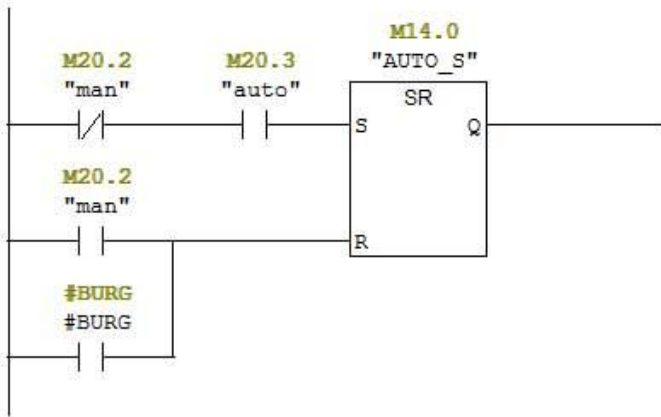 M14.0
M20.2 M20.3 "AUTO_S"
"man" "auto" SR
S Q
M20.2
"man"
R
#BURG
#BURG